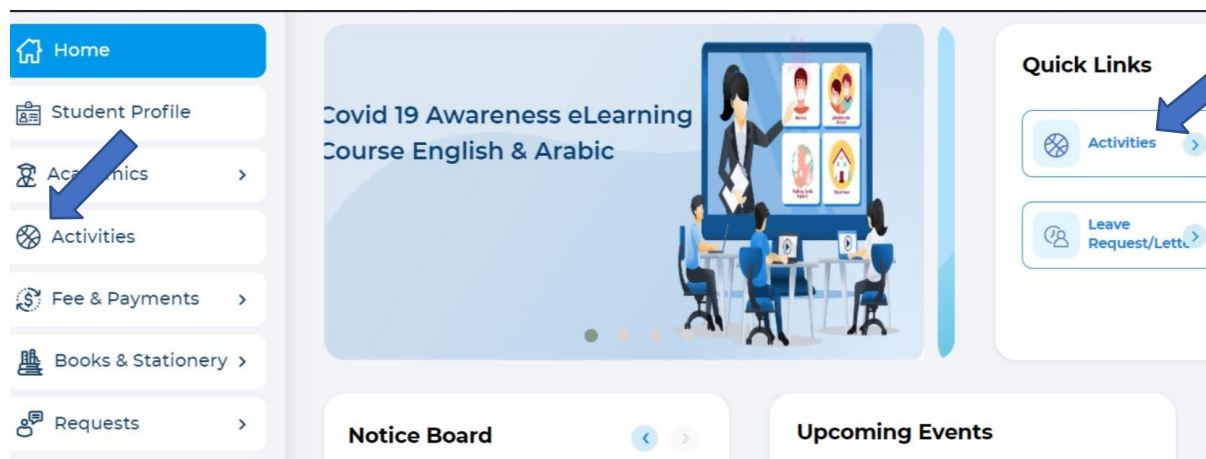 Home
Student Profile
Activities
Fee & Payments
Books & Stationery
Requests
Covid 19 Awareness eLearning
Course English & Arabic
Quick Links
Activities
Leave
Request/Lette
Notice Board
Upcoming Events